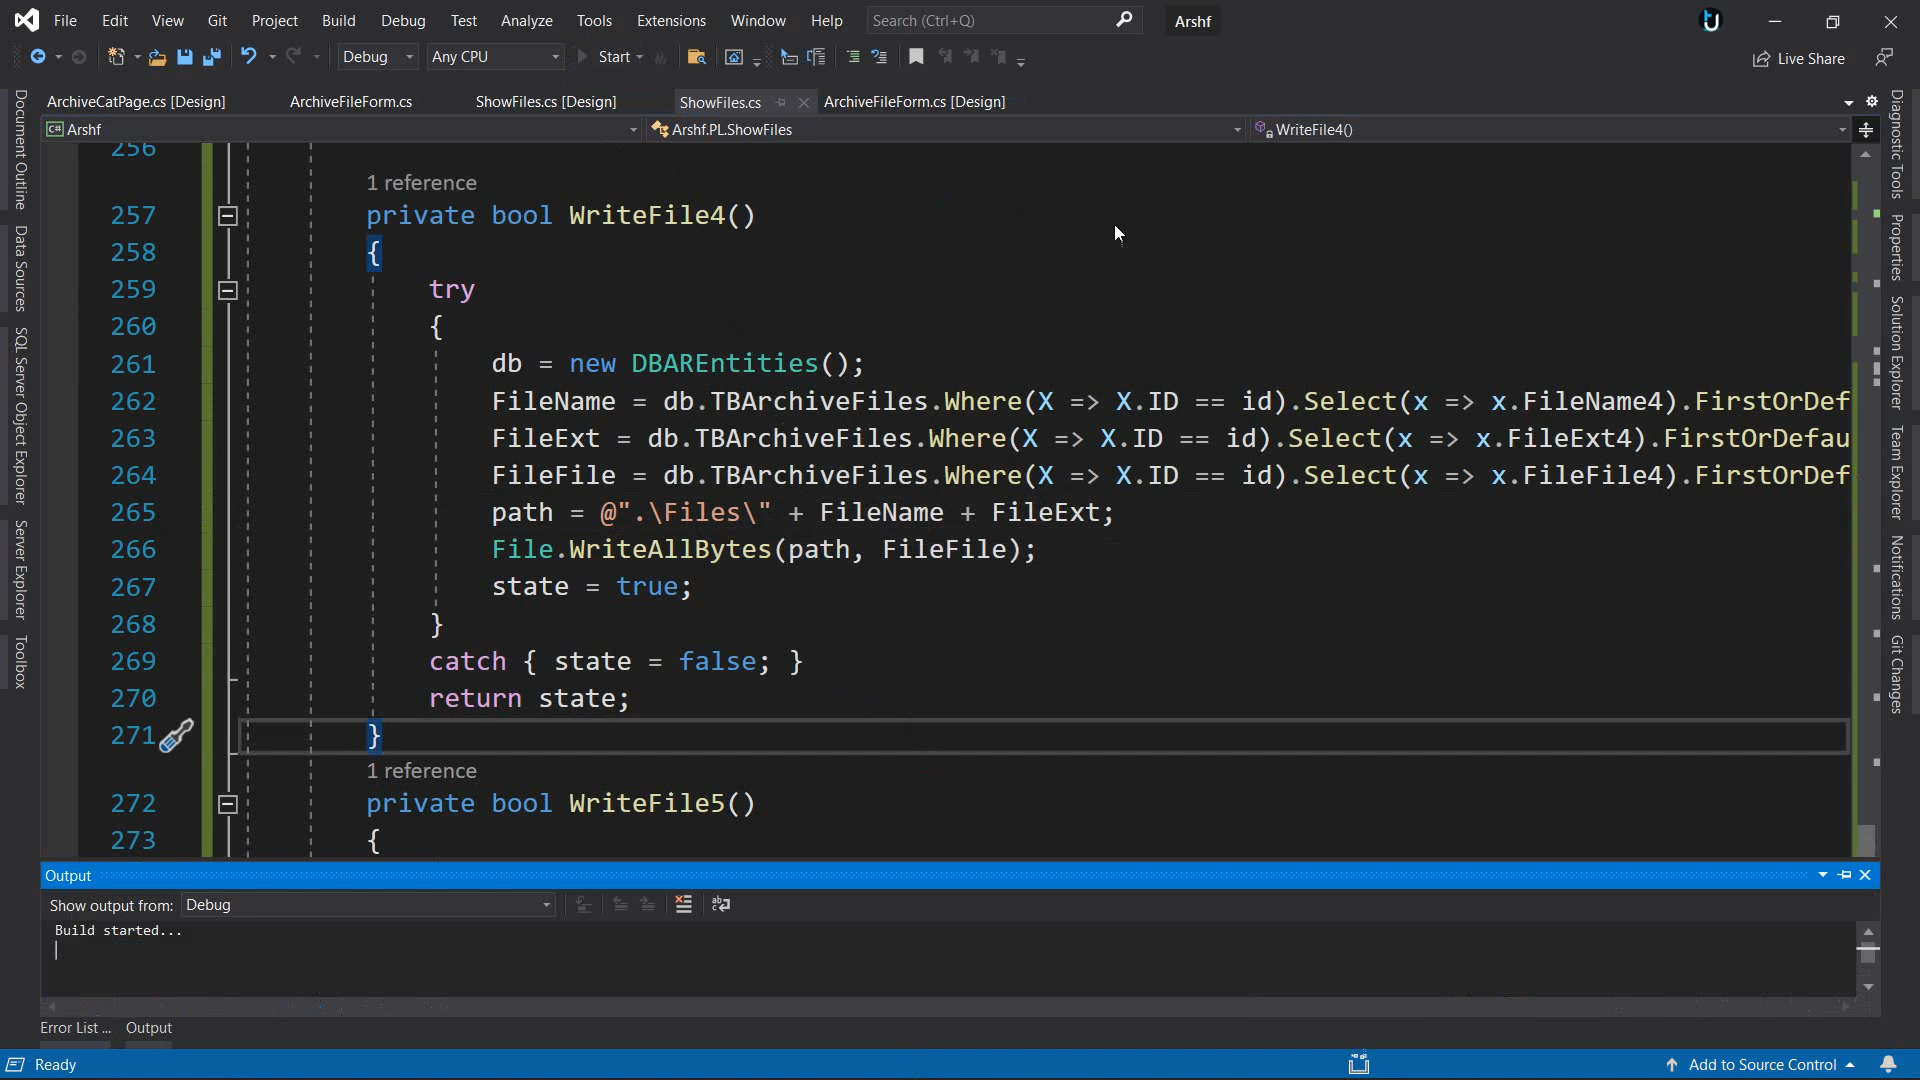 File Edit View Git Project Build Debug Test Analyze Tools Extensions Window Help Search (Ctrl+Q) Arshf
Debug Any CPU Start Live Share
ArchiveCatPage.cs [Design] ArchiveFileForm.cs ShowFiles.cs [Design] ShowFiles.cs ArchiveFileForm.cs [Design]
C# Arshf Arshf.PL.ShowFiles WriteFile4()
256
1 reference
257 private bool WriteFile4()
258 {
259 try
260 {
261 db = new DBAREntities();
262 FileName = db.TBArchiveFiles.Where(X => X.ID == id).Select(x => x.FileName4).FirstOrDef
263 FileExt = db.TBArchiveFiles.Where(X => X.ID == id).Select(x => x.FileExt4).FirstOrDefau
264 FileFile = db.TBArchiveFiles.Where(X => X.ID == id).Select(x => x.FileFile4).FirstOrDef
265 path = @".\Files\" + FileName + FileExt;
266 File.WriteAllBytes(path, FileFile);
267 state = true;
268 }
269 catch { state = false; }
270 return state;
271 }
1 reference
272 private bool WriteFile5()
273 {
Document Outline
Data Sources
SQL Server Object Explorer
Server Explorer
Toolbox
Diagnostic Tools
Properties
Solution Explorer
Team Explorer
Notifications
Git Changes
Output
Show output from: Debug
Build started...
Error List ... Output
Ready Add to Source Control